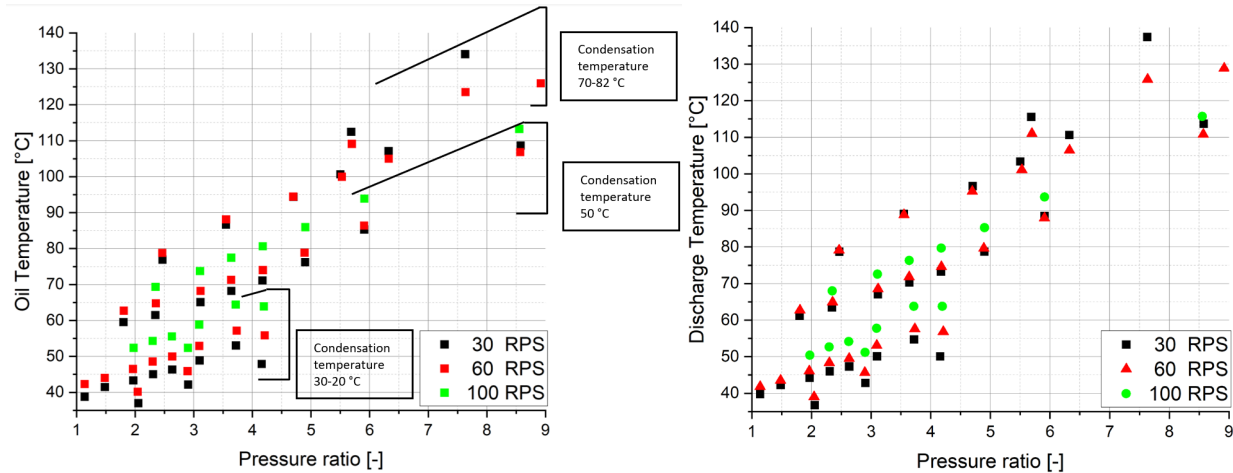 140
130
120
110
100
90
80
70
60
50
40
Oil Temperature [°C]
1 2 3 4 5 6 7 8 9
Pressure ratio [-]
Condensation
temperature
70-82 °C
Condensation
temperature
50 °C
Condensation
temperature
30-20 °C
30 RPS
60 RPS
100 RPS
140
130
120
110
100
90
80
70
60
50
40
Discharge Temperature [°C]
1 2 3 4 5 6 7 8 9
Pressure ratio [-]
30 RPS
60 RPS
100 RPS